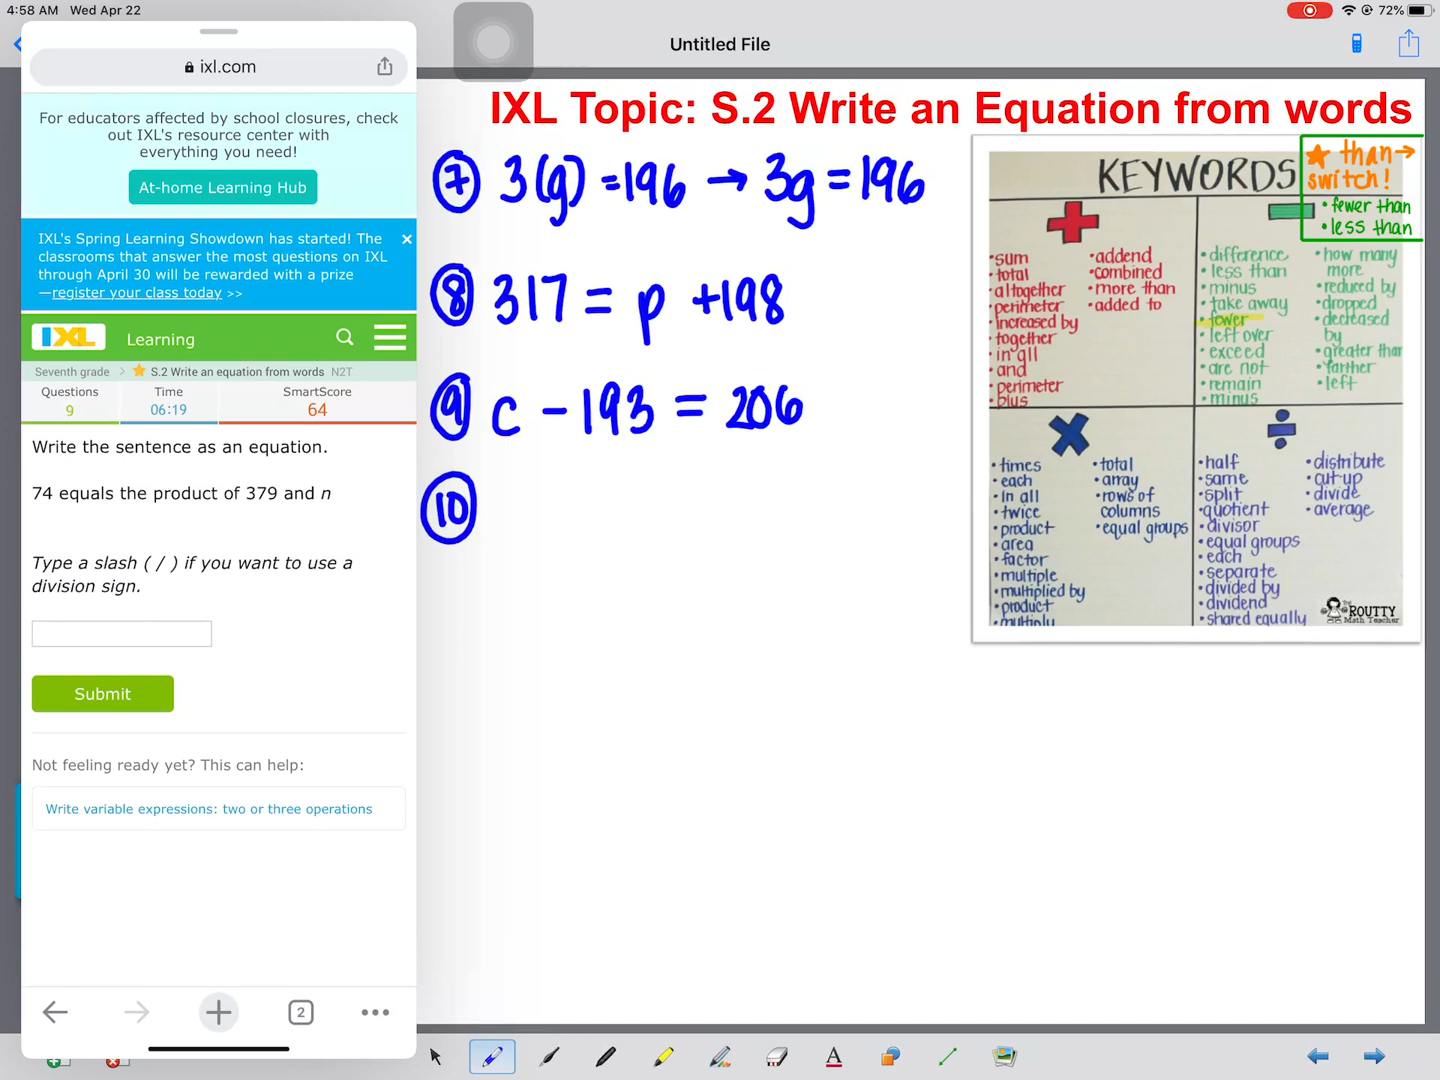 4:58 AM Wed Apr 22
72%
Untitled File
ixl.com
For educators affected by school closures, check
out IXL's resource center with
everything you need!
At-home Learning Hub
IXL's Spring Learning Showdown has started! The
classrooms that answer the most questions on IXL
through April 30 will be rewarded with a prize
—register your class today >>
×
IXL Learning
Seventh grade > S.2 Write an equation from words N2T
Questions Time SmartScore
9 06:19 64
Write the sentence as an equation.
74 equals the product of 379 and n
Type a slash ( / ) if you want to use a
division sign.
Submit
Not feeling ready yet? This can help:
Write variable expressions: two or three operations
2
IXL Topic: S.2 Write an Equation from words
7 3(g) =196 → 3g = 196
8 317 = p +198
9 c - 193 = 206
10
KEYWORDS
★ than→
switch!
• fewer than
• less than
+
• sum
• total
• altogether
• perimeter
• increased by
• together
• in all
• and
• perimeter
• plus
• addend
• combined
• more than
• added to
• difference
• less than
• minus
• take away
• fewer
• left over
• exceed
• are not
• remain
• minus
• how many
more
• reduced by
• dropped
• decreased
by
• greater than
• farther
• left
×
• times
• each
• in all
• twice
• product
• area
• factor
• multiple
• multiplied by
• product
• multiply
• total
• array
• rows of
columns
• equal groups
÷
• half
• same
• split
• quotient
• divisor
• equal groups
• each
• separate
• divided by
• dividend
• shared equally
• distribute
• cut up
• divide
• average
ROUTTY
Math Teacher
A